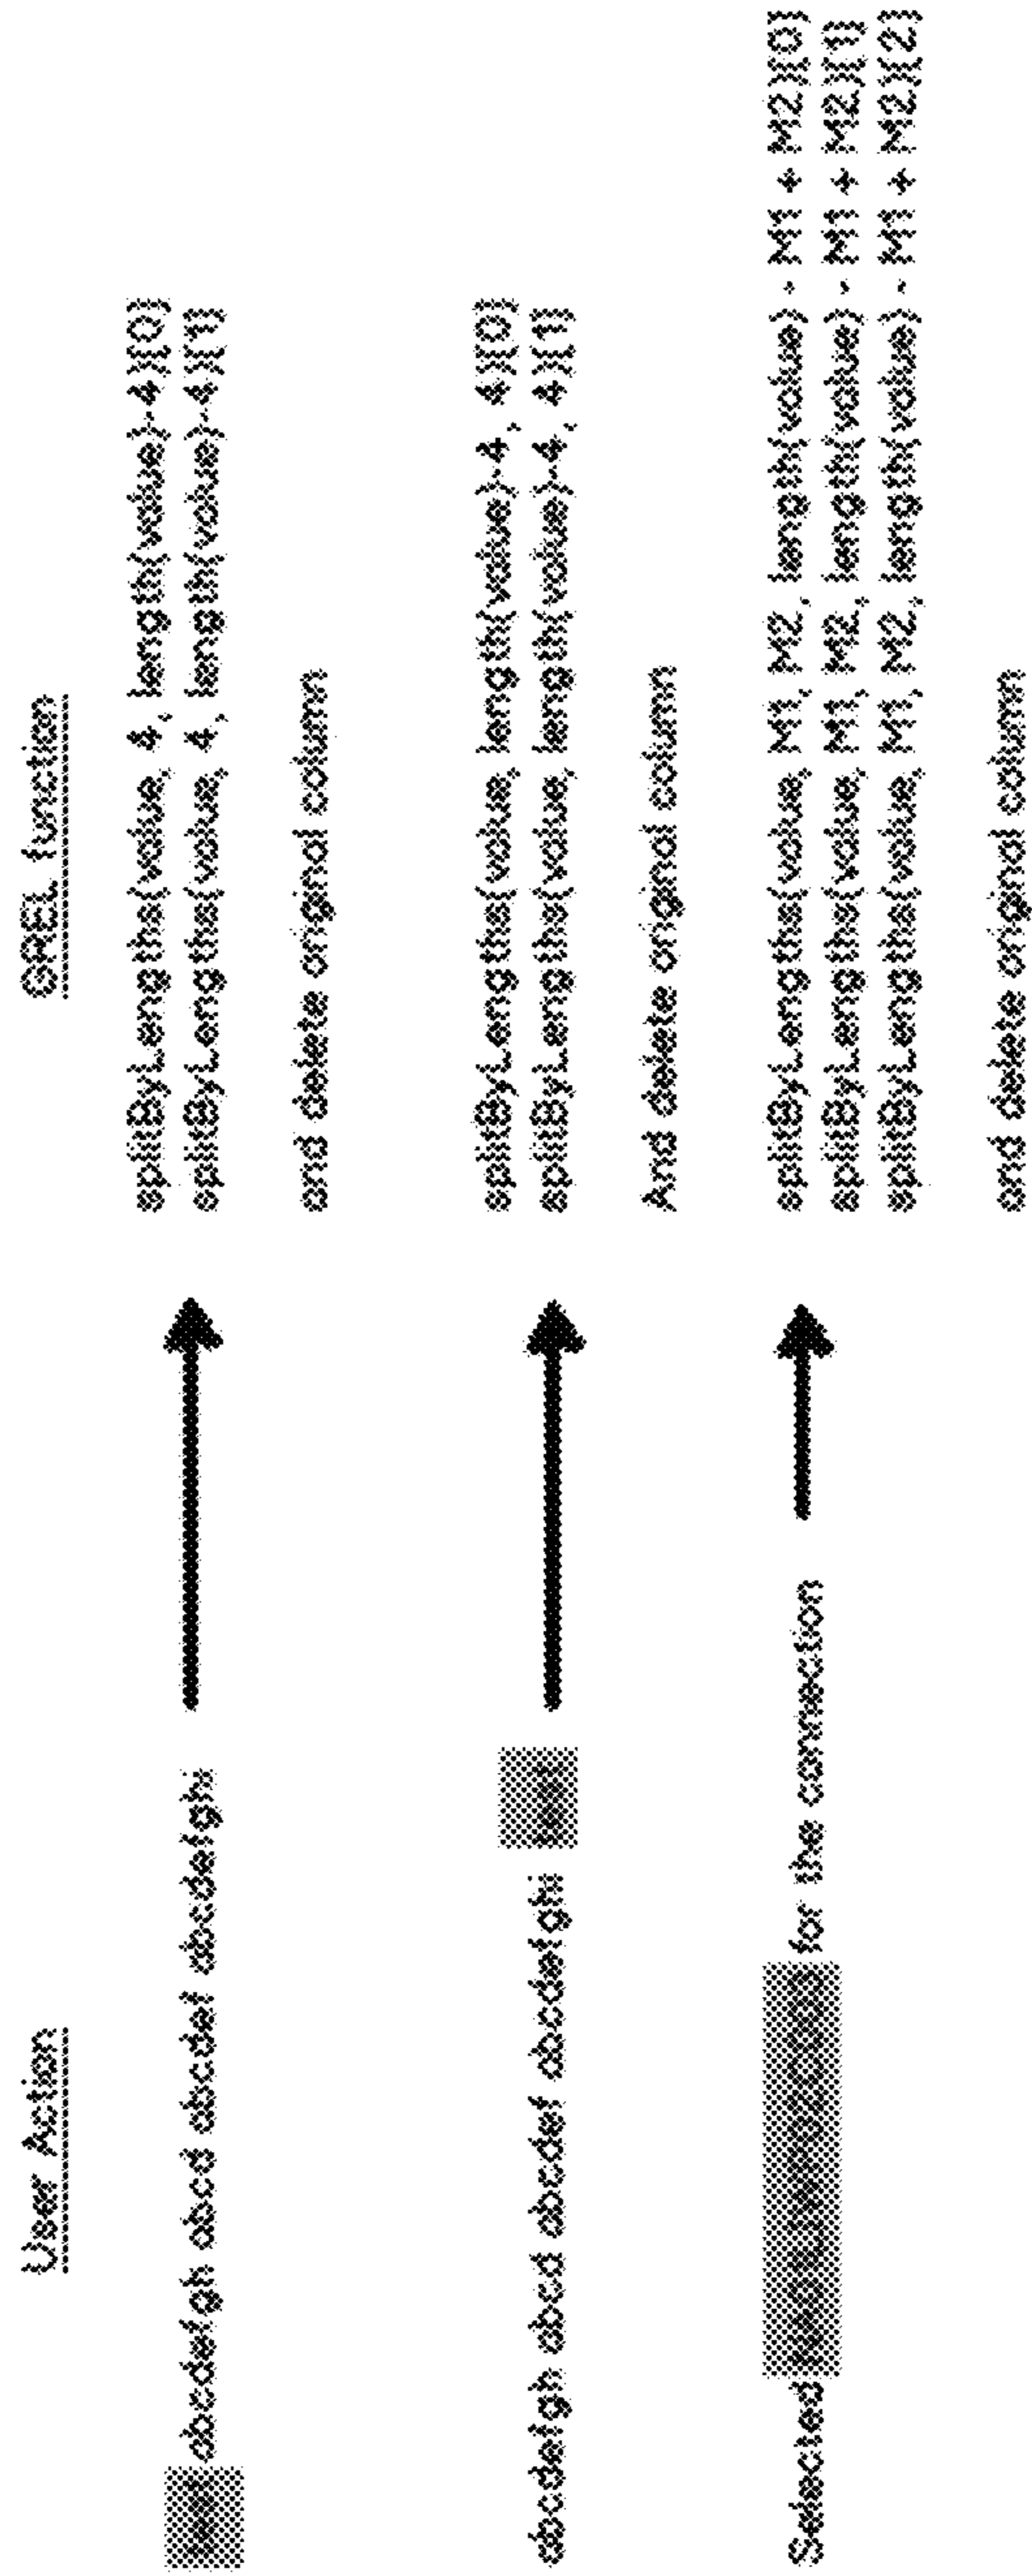 User Action
GREL function
abcdefgh abcd abcdef abcdefghi
splitByLengths(value, 4, length(value)-4)[0]
splitByLengths(value, 4, length(value)-4)[1]
and delete original column
abcdefgh abcd abcdef abcdefghi
splitByLengths(value, length(value)-4, 4)[0]
splitByLengths(value, length(value)-4, 4)[1]
And delete original column
Selected for the connection
splitByLengths(value, M1, M2, length(value) - M1 + M2)[0]
splitByLengths(value, M1, M2, length(value) - M1 + M2)[1]
splitByLengths(value, M1, M2, length(value) - M1 + M2)[2]
and delete original column